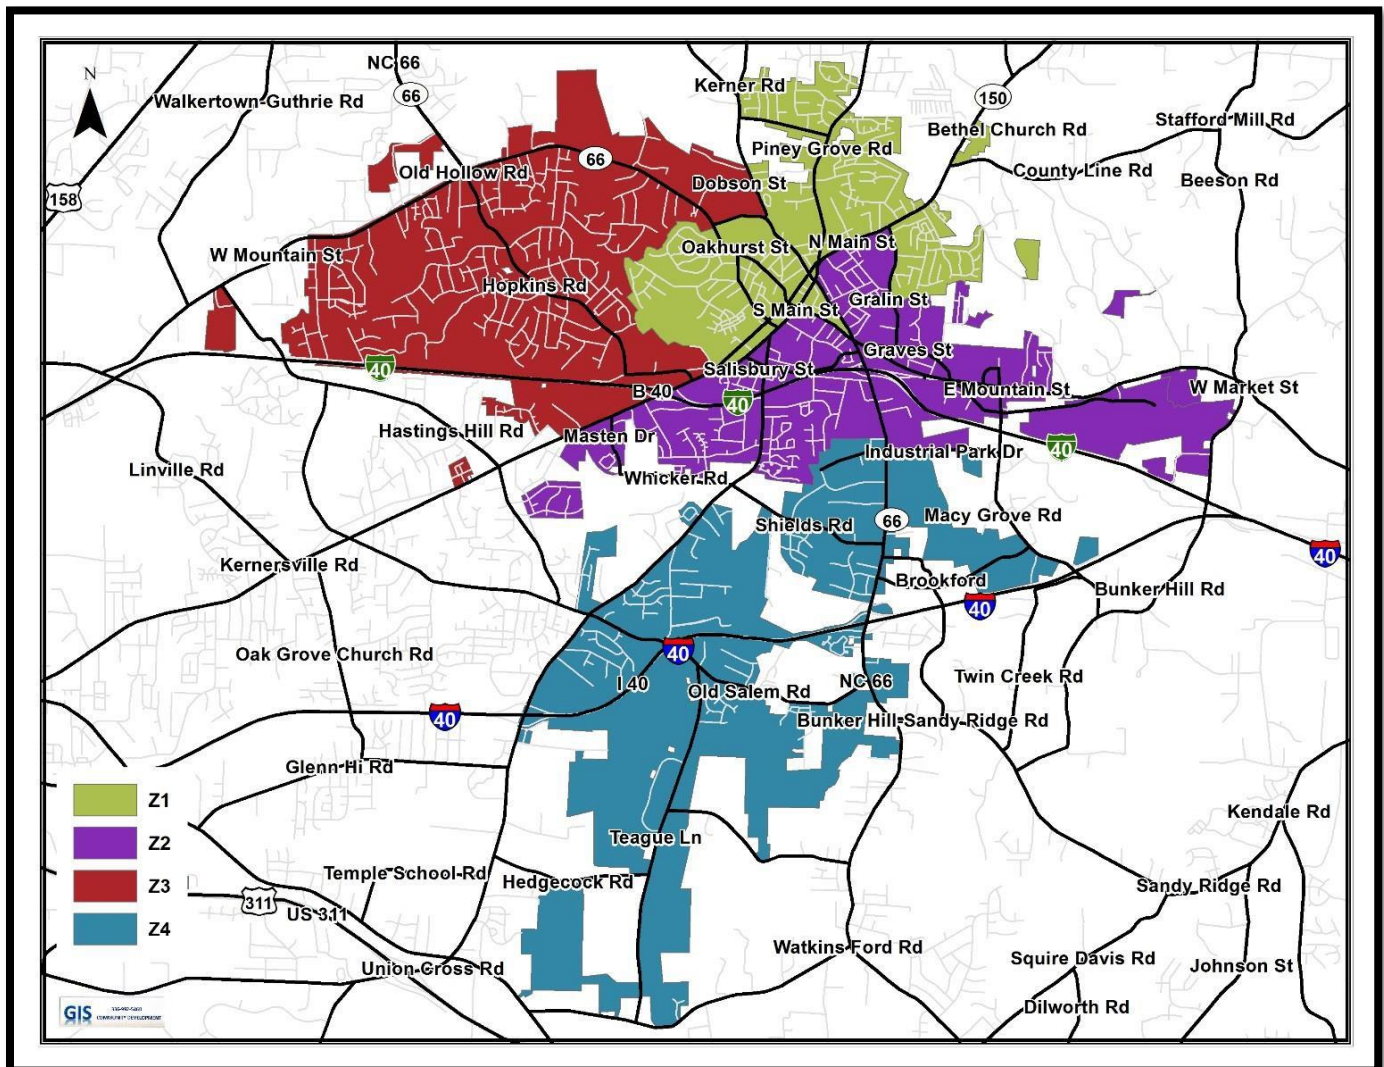 NC 66
Kerner Rd
N
66
150
Walkertown-Guthrie Rd
Bethel Church Rd
Stafford Mill Rd
Piney Grove Rd
66
Old Hollow Rd
County Line Rd
Dobson St
Beeson Rd
158
W Mountain St
Oakhurst St
N Main St
Hopkins Rd
Gralin St
S Main St
Graves St
40
Salisbury St
B 40
40
E Mountain St
W Market St
Hastings Hill Rd
Masten Dr
40
Industrial Park Dr
Linville Rd
Whicker Rd
Shields Rd
66
Macy Grove Rd
Kernersville Rd
40
Brookford
Bunker Hill Rd
40
Oak Grove Church Rd
40
I 40
Old Salem Rd
NC 66
Twin Creek Rd
40
Bunker Hill Sandy Ridge Rd
Glenn Hi Rd
Z1
Kendale Rd
Z2
Teague Ln
Temple School Rd
Hedgecock Rd
Z3
Sandy Ridge Rd
311
US 311
Z4
Watkins Ford Rd
Union Cross Rd
Squire Davis Rd
Johnson St
Dilworth Rd
GIS
COMMUNITY DEVELOPMENT